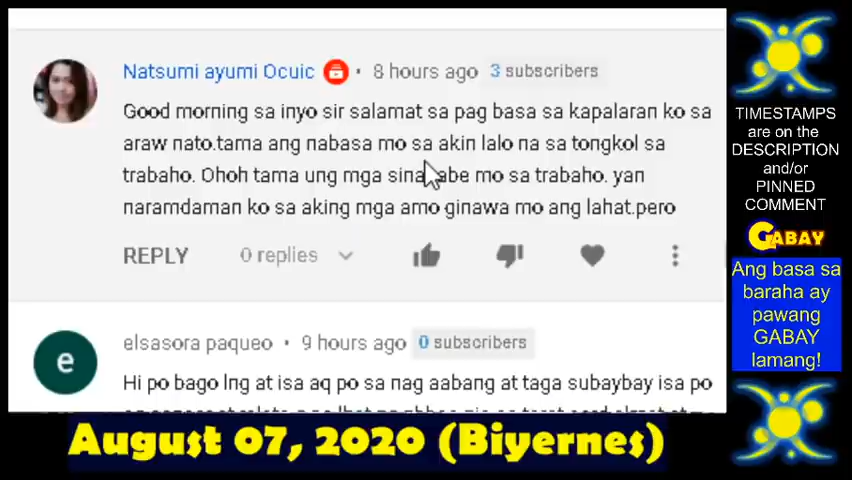 Natsumi ayumi Ocuic • 8 hours ago 3 subscribers
Good morning sa inyo sir salamat sa pag basa sa kapalaran ko sa
araw nato.tama ang nabasa mo sa akin lalo na sa tongkol sa
trabaho. Ohoh tama ung mga sina abe mo sa trabaho. yan
naramdaman ko sa aking mga amo ginawa mo ang lahat.pero
REPLY 0 replies
e
elsasora paqueo • 9 hours ago 0 subscribers
Hi po bago lng at isa aq po sa nag aabang at taga subaybay isa po
August 07, 2020 (Biyernes)
TIMESTAMPS
are on the
DESCRIPTION
and/or
PINNED
COMMENT
GABAY
Ang basa sa
baraha ay
pawang
GABAY
lamang!